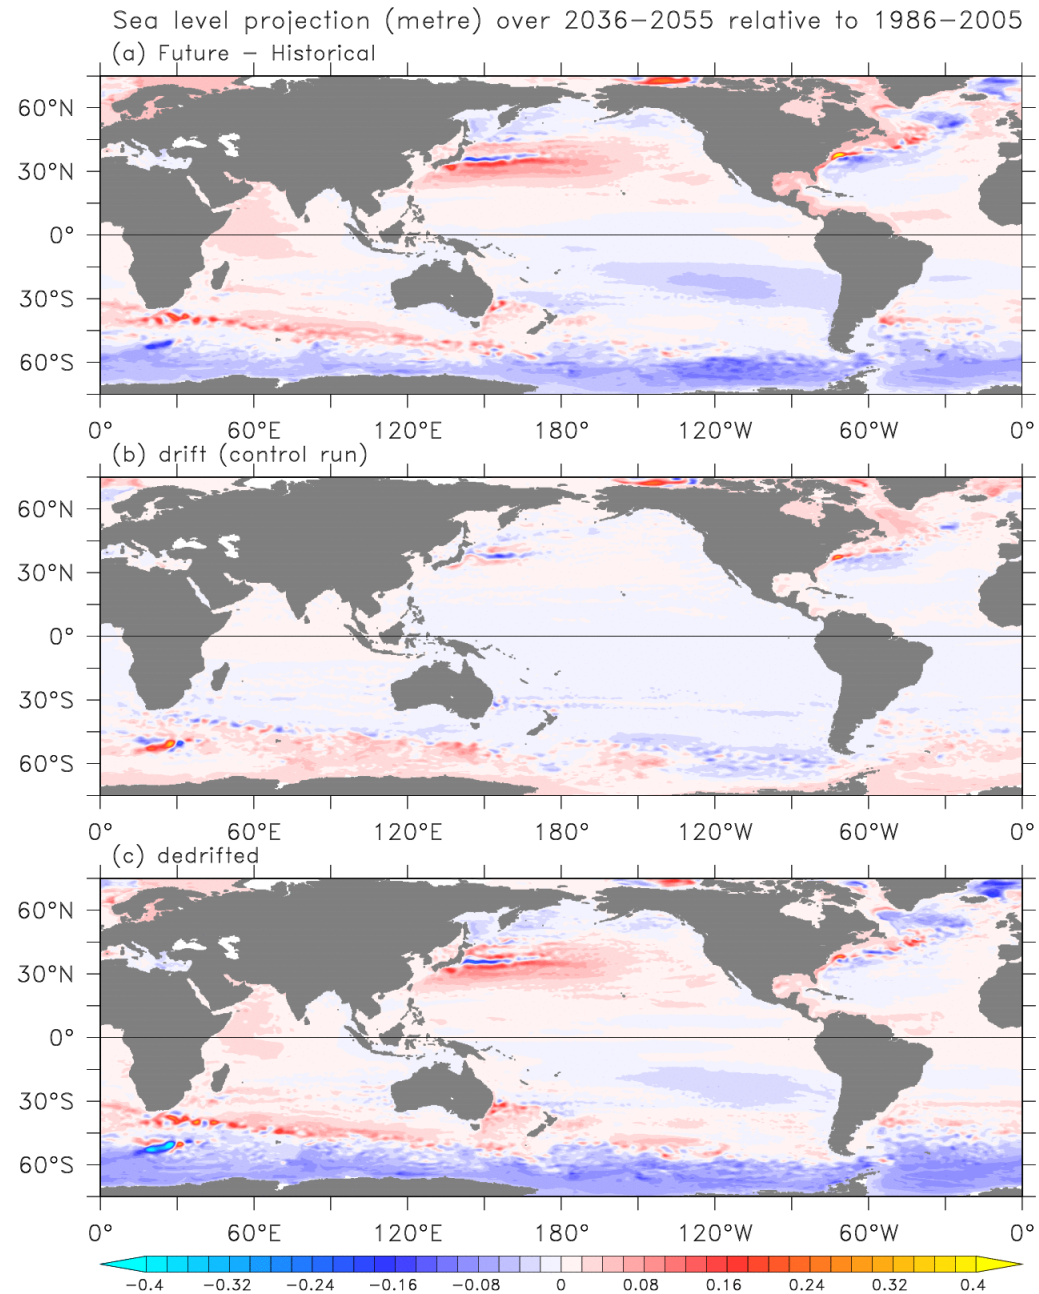 Sea level projection (metre) over 2036–2055 relative to 1986–2005
(a) Future – Historical
60°N
30°N
0°
30°S
60°S
0° 60°E 120°E 180° 120°W 60°W 0°
(b) drift (control run)
60°N
30°N
0°
30°S
60°S
0° 60°E 120°E 180° 120°W 60°W 0°
(c) dedrifted
60°N
30°N
0°
30°S
60°S
0° 60°E 120°E 180° 120°W 60°W 0°
−0.4 −0.32 −0.24 −0.16 −0.08 0 0.08 0.16 0.24 0.32 0.4